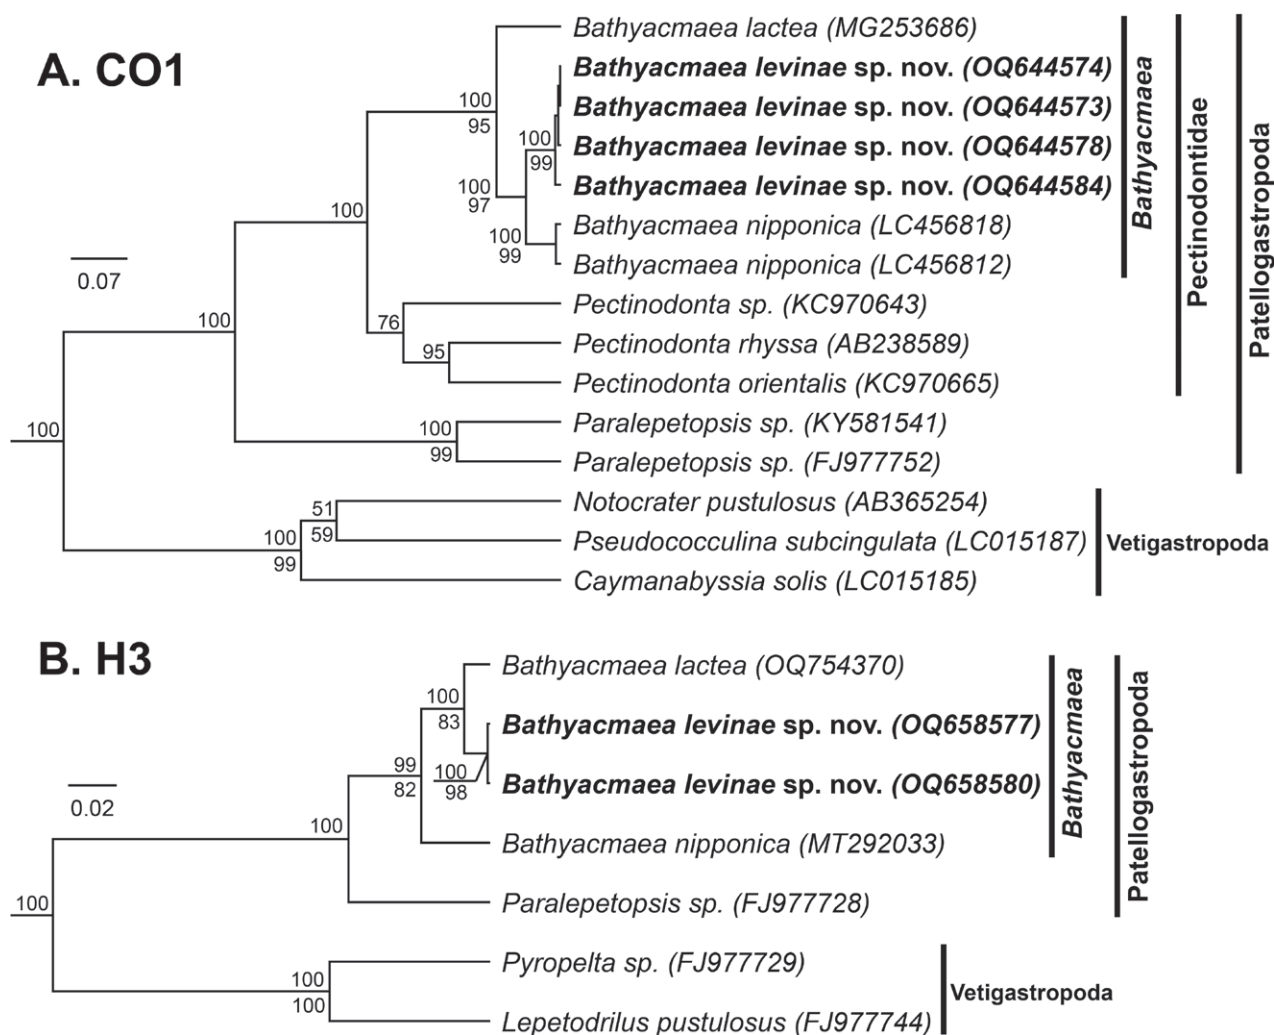 A. CO1
Bathyacmaea lactea (MG253686)
Bathyacmaea levinae sp. nov. (OQ644574)
Bathyacmaea levinae sp. nov. (OQ644573)
Bathyacmaea levinae sp. nov. (OQ644578)
Bathyacmaea levinae sp. nov. (OQ644584)
Bathyacmaea nipponica (LC456818)
Bathyacmaea nipponica (LC456812)
Pectinodonta sp. (KC970643)
Pectinodonta rhyssa (AB238589)
Pectinodonta orientalis (KC970665)
Paralepetopsis sp. (KY581541)
Paralepetopsis sp. (FJ977752)
Notocrater pustulosus (AB365254)
Pseudococculina subcingulata (LC015187)
Caymanabyssia solis (LC015185)
Bathyacmaea
Pectinodontidae
Patellogastropoda
Vetigastropoda
100
95
100
99
100
97
100
99
100
76
95
100
100
99
100
51
59
100
99
0.07
B. H3
Bathyacmaea lactea (OQ754370)
Bathyacmaea levinae sp. nov. (OQ658577)
Bathyacmaea levinae sp. nov. (OQ658580)
Bathyacmaea nipponica (MT292033)
Paralepetopsis sp. (FJ977728)
Pyropelta sp. (FJ977729)
Lepetodrilus pustulosus (FJ977744)
Bathyacmaea
Patellogastropoda
Vetigastropoda
100
83
99
82
100
98
100
100
100
100
0.02